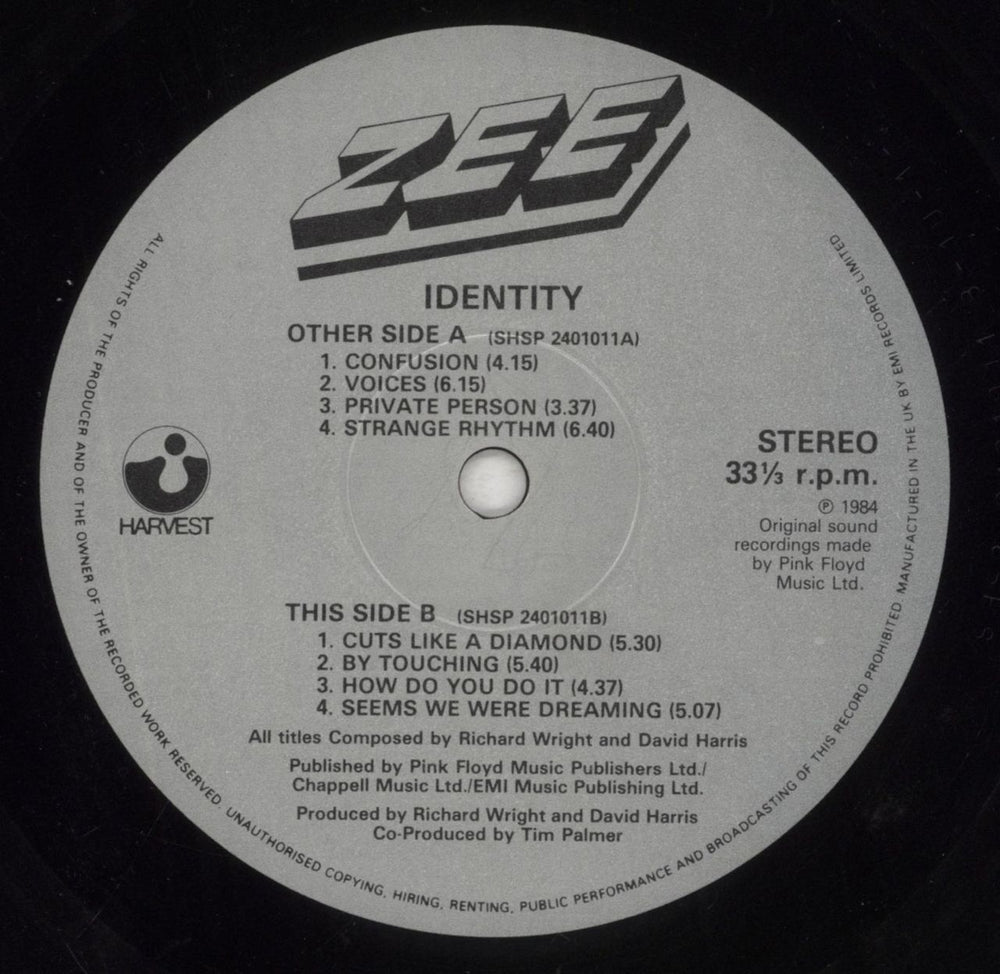 ZEE
IDENTITY
OTHER SIDE A (SHSP 2401011A)
1. CONFUSION (4.15)
2. VOICES (6.15)
3. PRIVATE PERSON (3.37)
4. STRANGE RHYTHM (6.40)
HARVEST
STEREO
33⅓ r.p.m.
℗ 1984
Original sound
recordings made
by Pink Floyd
Music Ltd.
THIS SIDE B (SHSP 2401011B)
1. CUTS LIKE A DIAMOND (5.30)
2. BY TOUCHING (5.40)
3. HOW DO YOU DO IT (4.37)
4. SEEMS WE WERE DREAMING (5.07)
All titles Composed by Richard Wright and David Harris
Published by Pink Floyd Music Publishers Ltd./
Chappell Music Ltd./EMI Music Publishing Ltd.
Produced by Richard Wright and David Harris
Co-Produced by Tim Palmer
ALL RIGHTS OF THE PRODUCER AND OF THE OWNER OF THE RECORDED WORK RESERVED. UNAUTHORISED COPYING, HIRING, RENTING, PUBLIC PERFORMANCE AND BROADCASTING OF THIS RECORD PROHIBITED. MANUFACTURED IN THE UK BY EMI RECORDS LIMITED